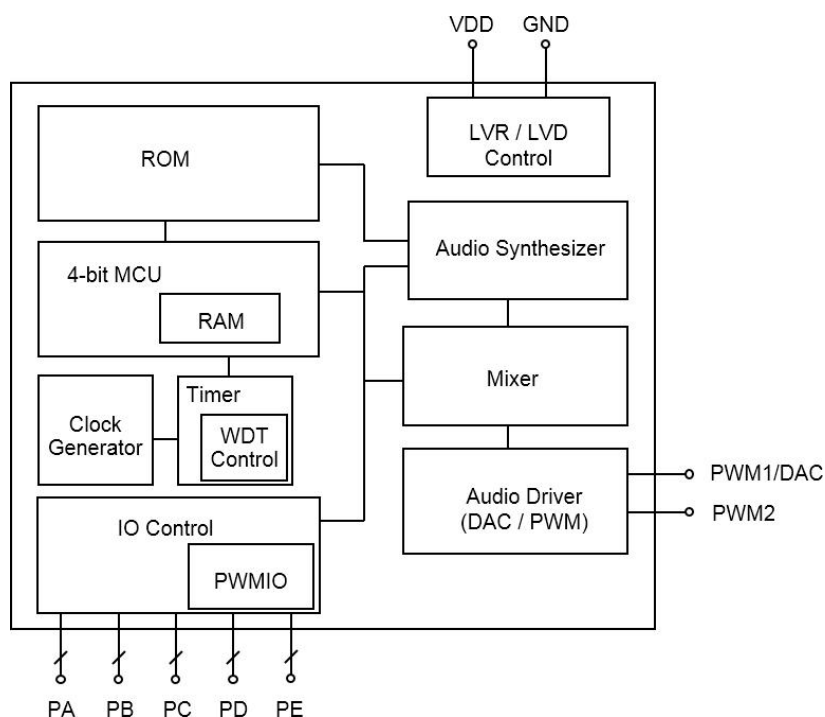 VDD GND
LVR / LVD
Control
ROM
Audio Synthesizer
4-bit MCU
RAM
Mixer
Timer
Clock
Generator
WDT
Control
Audio Driver
(DAC / PWM)
PWM1/DAC
PWM2
IO Control
PWMIO
PA PB PC PD PE